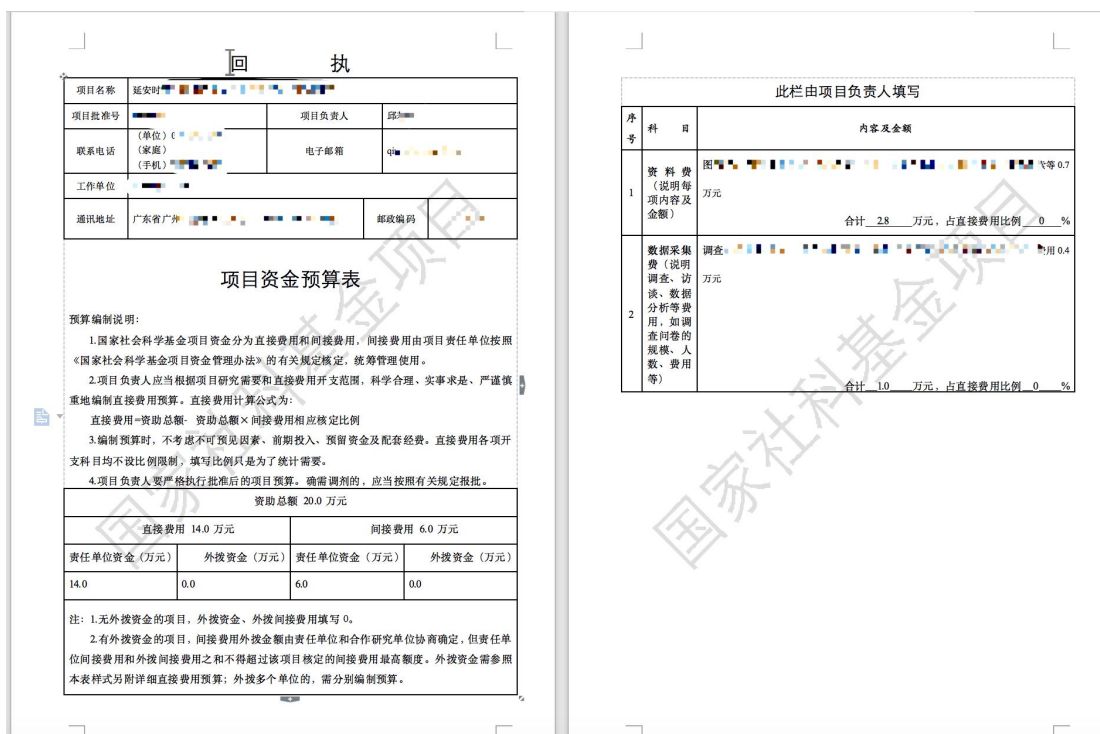 回 执
项目名称 延安时
项目批准号 项目负责人 邱
联系电话
（单位）
（家庭）
（手机）
电子邮箱 qi
工作单位
通讯地址 广东省广州 邮政编码
项目资金预算表
预算编制说明：
1.国家社会科学基金项目资金分为直接费用和间接费用，间接费用由项目责任单位按照
《国家社会科学基金项目资金管理办法》的有关规定核定，统筹管理使用。
2.项目负责人应当根据项目研究需要和直接费用开支范围，科学合理、实事求是、严谨慎
重地编制直接费用预算。直接费用计算公式为：
直接费用=资助总额- 资助总额×间接费用相应核定比例
3.编制预算时，不考虑不可预见因素、前期投入、预留资金及配套经费。直接费用各项开
支科目均不设比例限制，填写比例只是为了统计需要。
4.项目负责人要严格执行批准后的项目预算。确需调剂的，应当按照有关规定报批。
资助总额 20.0 万元
直接费用 14.0 万元 间接费用 6.0 万元
责任单位资金（万元） 外拨资金（万元） 责任单位资金（万元） 外拨资金（万元）
14.0 0.0 6.0 0.0
注：1.无外拨资金的项目，外拨资金、外拨间接费用填写 0。
2.有外拨资金的项目，间接费用外拨金额由责任单位和合作研究单位协商确定，但责任单
位间接费用和外拨间接费用之和不得超过该项目核定的间接费用最高额度。外拨资金需参照
本表样式另附详细直接费用预算；外拨多个单位的，需分别编制预算。
国家社科基金项目
此栏由项目负责人填写
序号 科 目 内容及金额
1
资料费
（说明每
项内容及
金额）
图 等 0.7
万元
合计 2.8 万元，占直接费用比例 0 %
2
数据采集
费（说明
调查、访
谈、数据
分析等费
用，如调
查问卷的
规模、人
数、费用
等）
调查 用 0.4
万元
合计 1.0 万元，占直接费用比例 0 %
国家社科基金项目